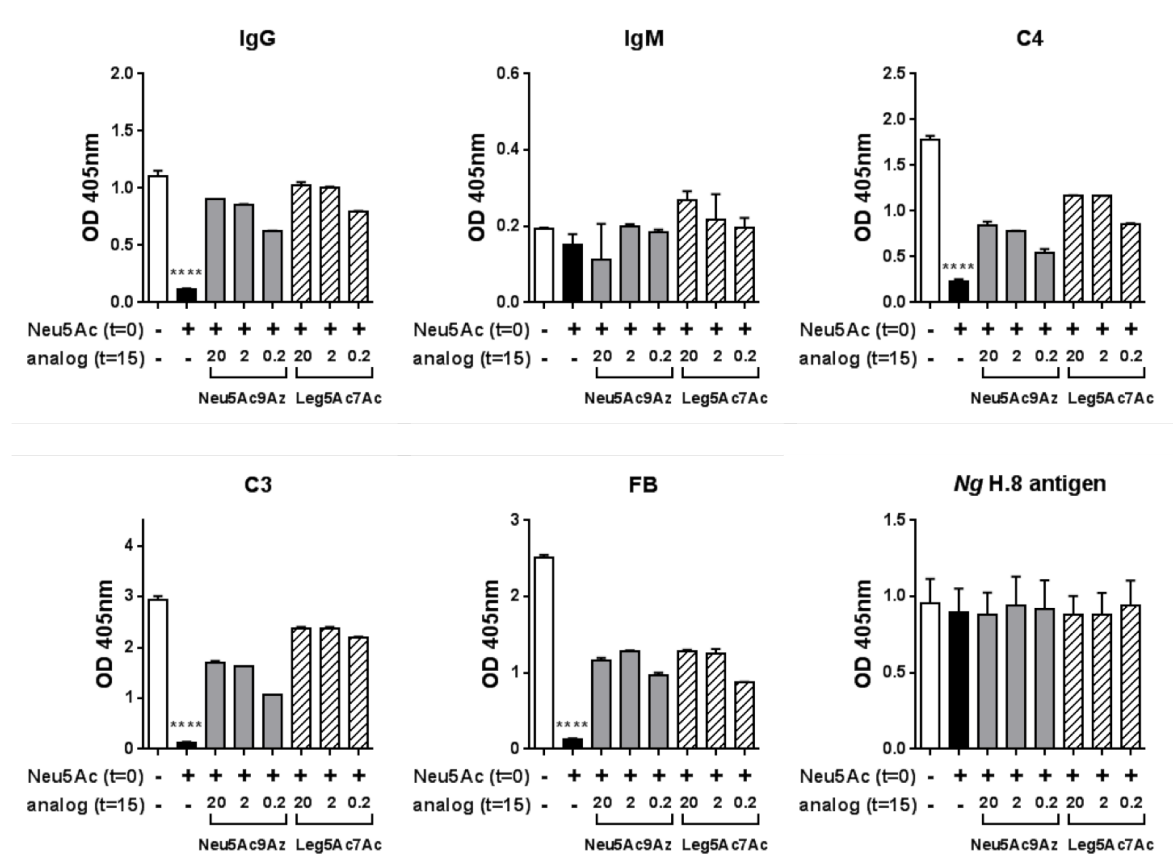 IgG
2.0
1.5
1.0
0.5
0.0
OD 405nm
****
Neu5Ac (t=0) - + + + + + + +
analog (t=15) - - 20 2 0.2 20 2 0.2
Neu5Ac9Az Leg5Ac7Ac
IgM
0.6
0.4
0.2
0.0
OD 405nm
Neu5Ac (t=0) - + + + + + + +
analog (t=15) - - 20 2 0.2 20 2 0.2
Neu5Ac9Az Leg5Ac7Ac
C4
2.5
2.0
1.5
1.0
0.5
0.0
OD 405nm
****
Neu5Ac (t=0) - + + + + + + +
analog (t=15) - - 20 2 0.2 20 2 0.2
Neu5Ac9Az Leg5Ac7Ac
C3
4
3
2
1
0
OD 405nm
****
Neu5Ac (t=0) - + + + + + + +
analog (t=15) - - 20 2 0.2 20 2 0.2
Neu5Ac9Az Leg5Ac7Ac
FB
3
2
1
0
OD 405nm
****
Neu5Ac (t=0) - + + + + + + +
analog (t=15) - - 20 2 0.2 20 2 0.2
Neu5Ac9Az Leg5Ac7Ac
Ng H.8 antigen
1.5
1.0
0.5
0.0
OD 405nm
Neu5Ac (t=0) - + + + + + + +
analog (t=15) - - 20 2 0.2 20 2 0.2
Neu5Ac9Az Leg5Ac7Ac